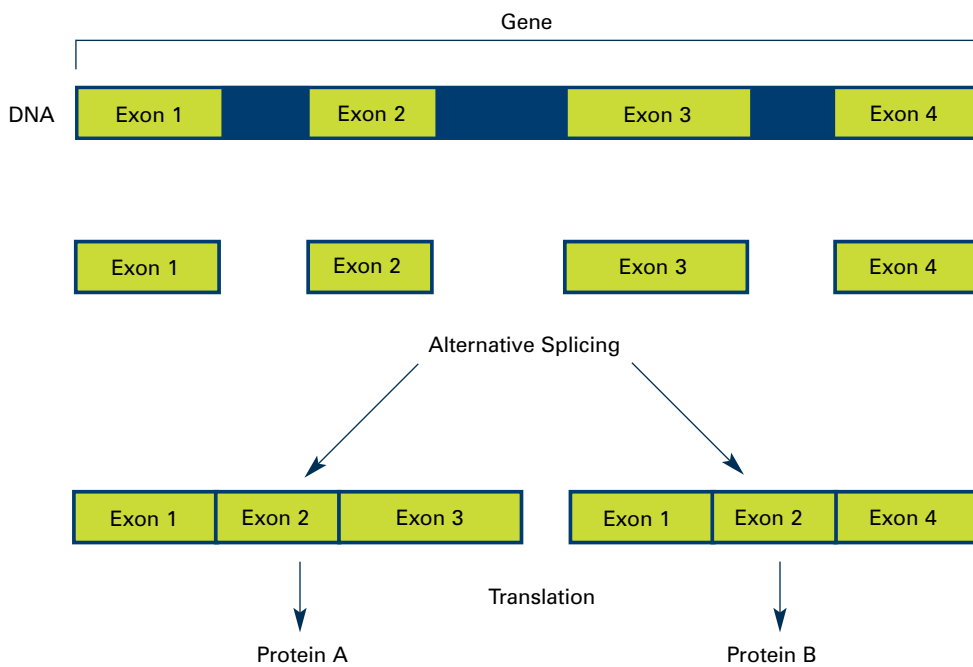 Gene
DNA Exon 1 Exon 2 Exon 3 Exon 4
Exon 1 Exon 2 Exon 3 Exon 4
Alternative Splicing
Exon 1 Exon 2 Exon 3 Exon 1 Exon 2 Exon 4
Translation
Protein A Protein B